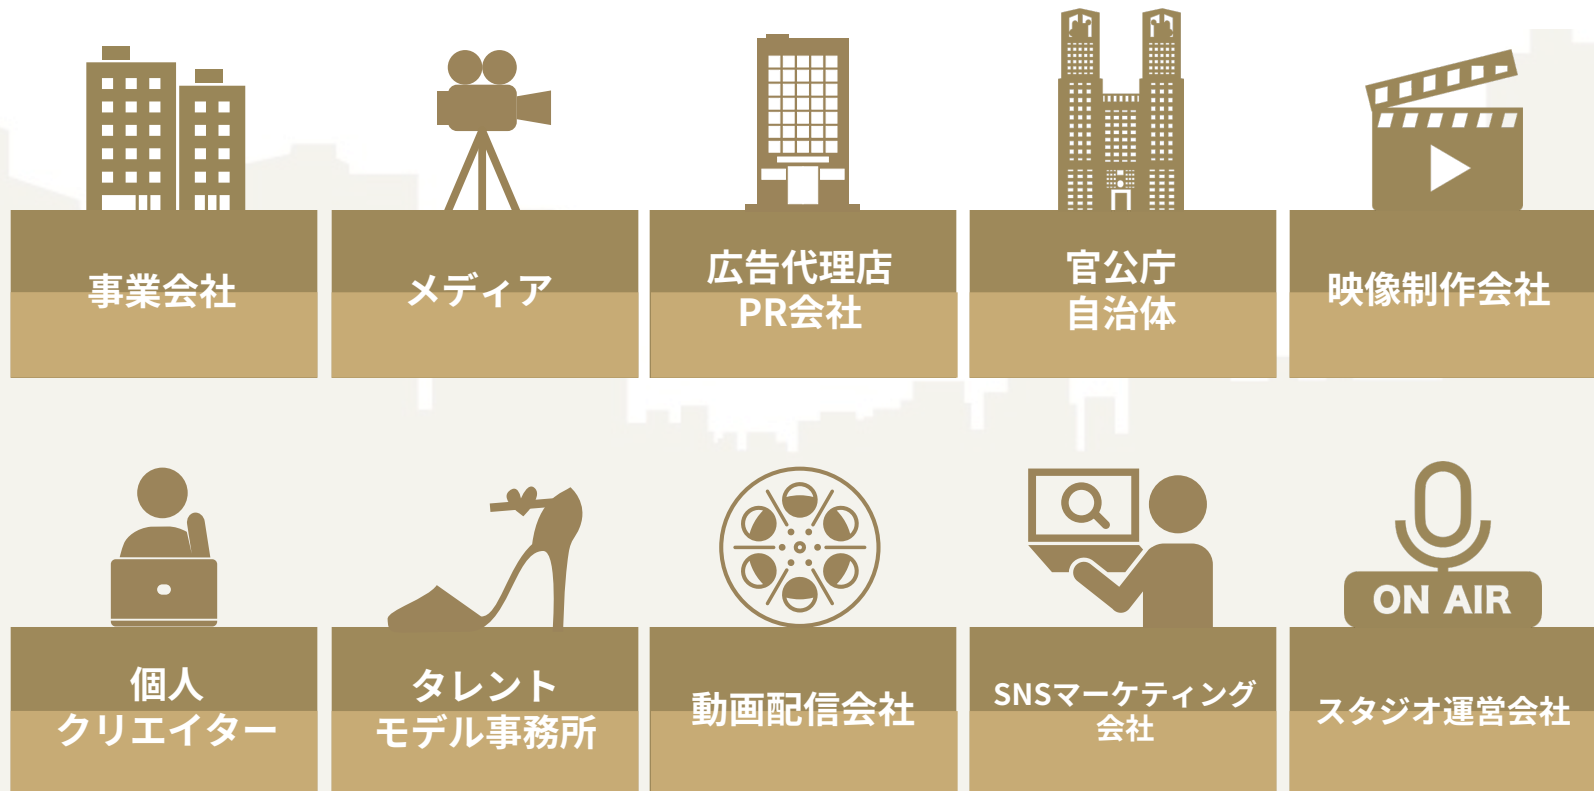 事業会社
メディア
広告代理店
PR会社
官公庁
自治体
映像制作会社
個人
クリエイター
タレント
モデル事務所
動画配信会社
SNSマーケティング
会社
ON AIR
スタジオ運営会社